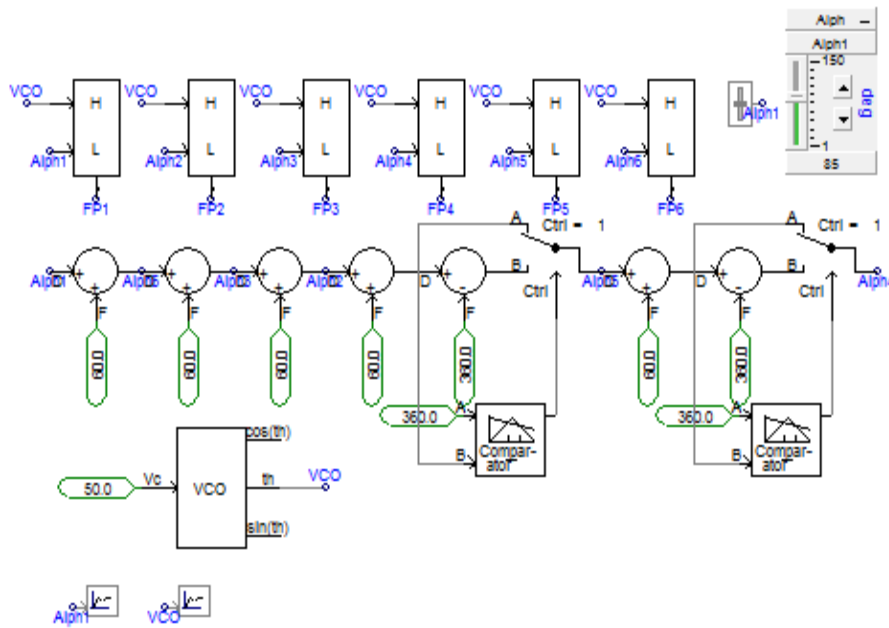 Alph
Alph1
150
deg
1
85
VCO VCO VCO VCO VCO VCO
H H H H H H
Alph1 Alph2 Alph3 Alph4 Alph5 Alph6
Alph1
L L L L L L
FP1 FP2 FP3 FP4 FP5 FP6
A Ctrl = 1 A Ctrl = 1
B B
D D
Ctrl Ctrl
F F F F F F F
60.0 60.0 60.0 60.0 360.0 60.0 360.0
360.0 A 360.0 A
B Compar-ator B Compar-ator
cos(th)
50.0 Vc VCO th VCO
sin(th)
Alph1 VCO